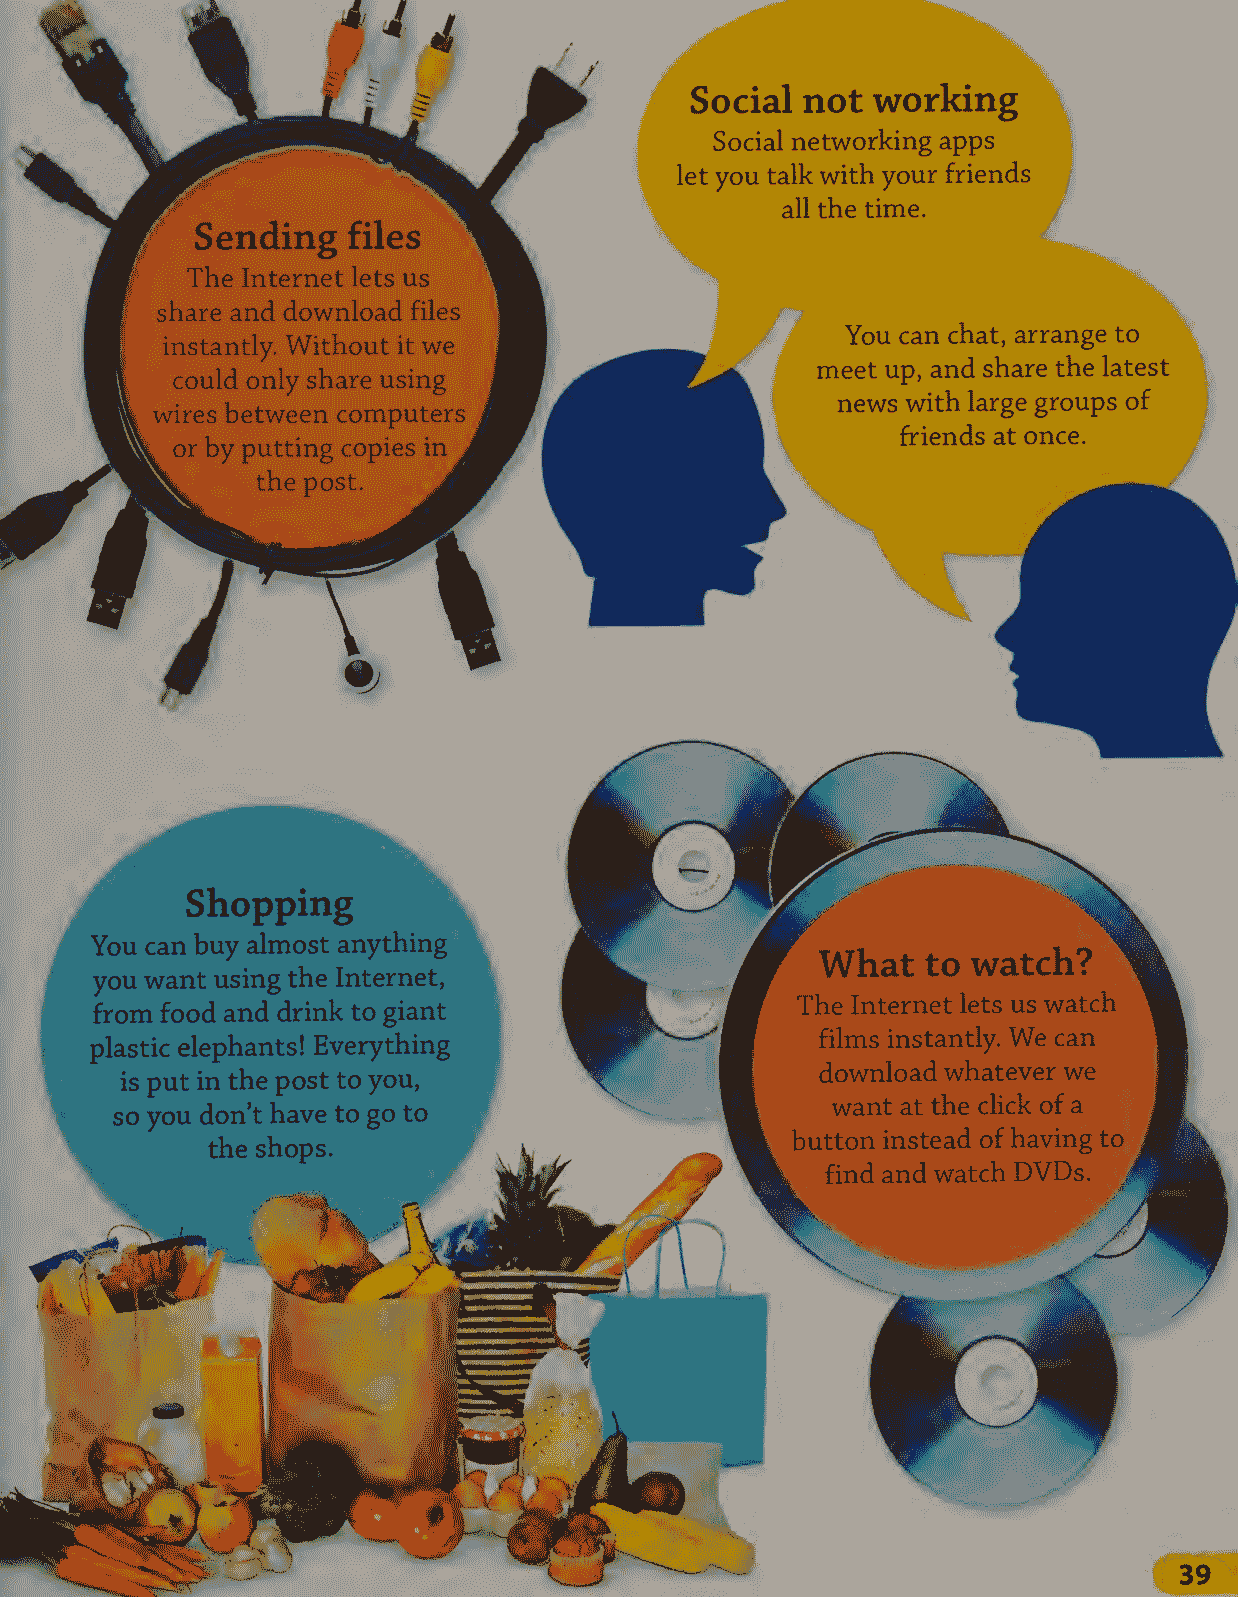 Sending files
The Internet lets us
share and download files
instantly. Without it we
could only share using
wires between computers
or by putting copies in
the post.
Social not working
Social networking apps
let you talk with your friends
all the time.
You can chat, arrange to
meet up, and share the latest
news with large groups of
friends at once.
Shopping
You can buy almost anything
you want using the Internet,
from food and drink to giant
plastic elephants! Everything
is put in the post to you,
so you don't have to go to
the shops.
What to watch?
The Internet lets us watch
films instantly. We can
download whatever we
want at the click of a
button instead of having to
find and watch DVDs.
39